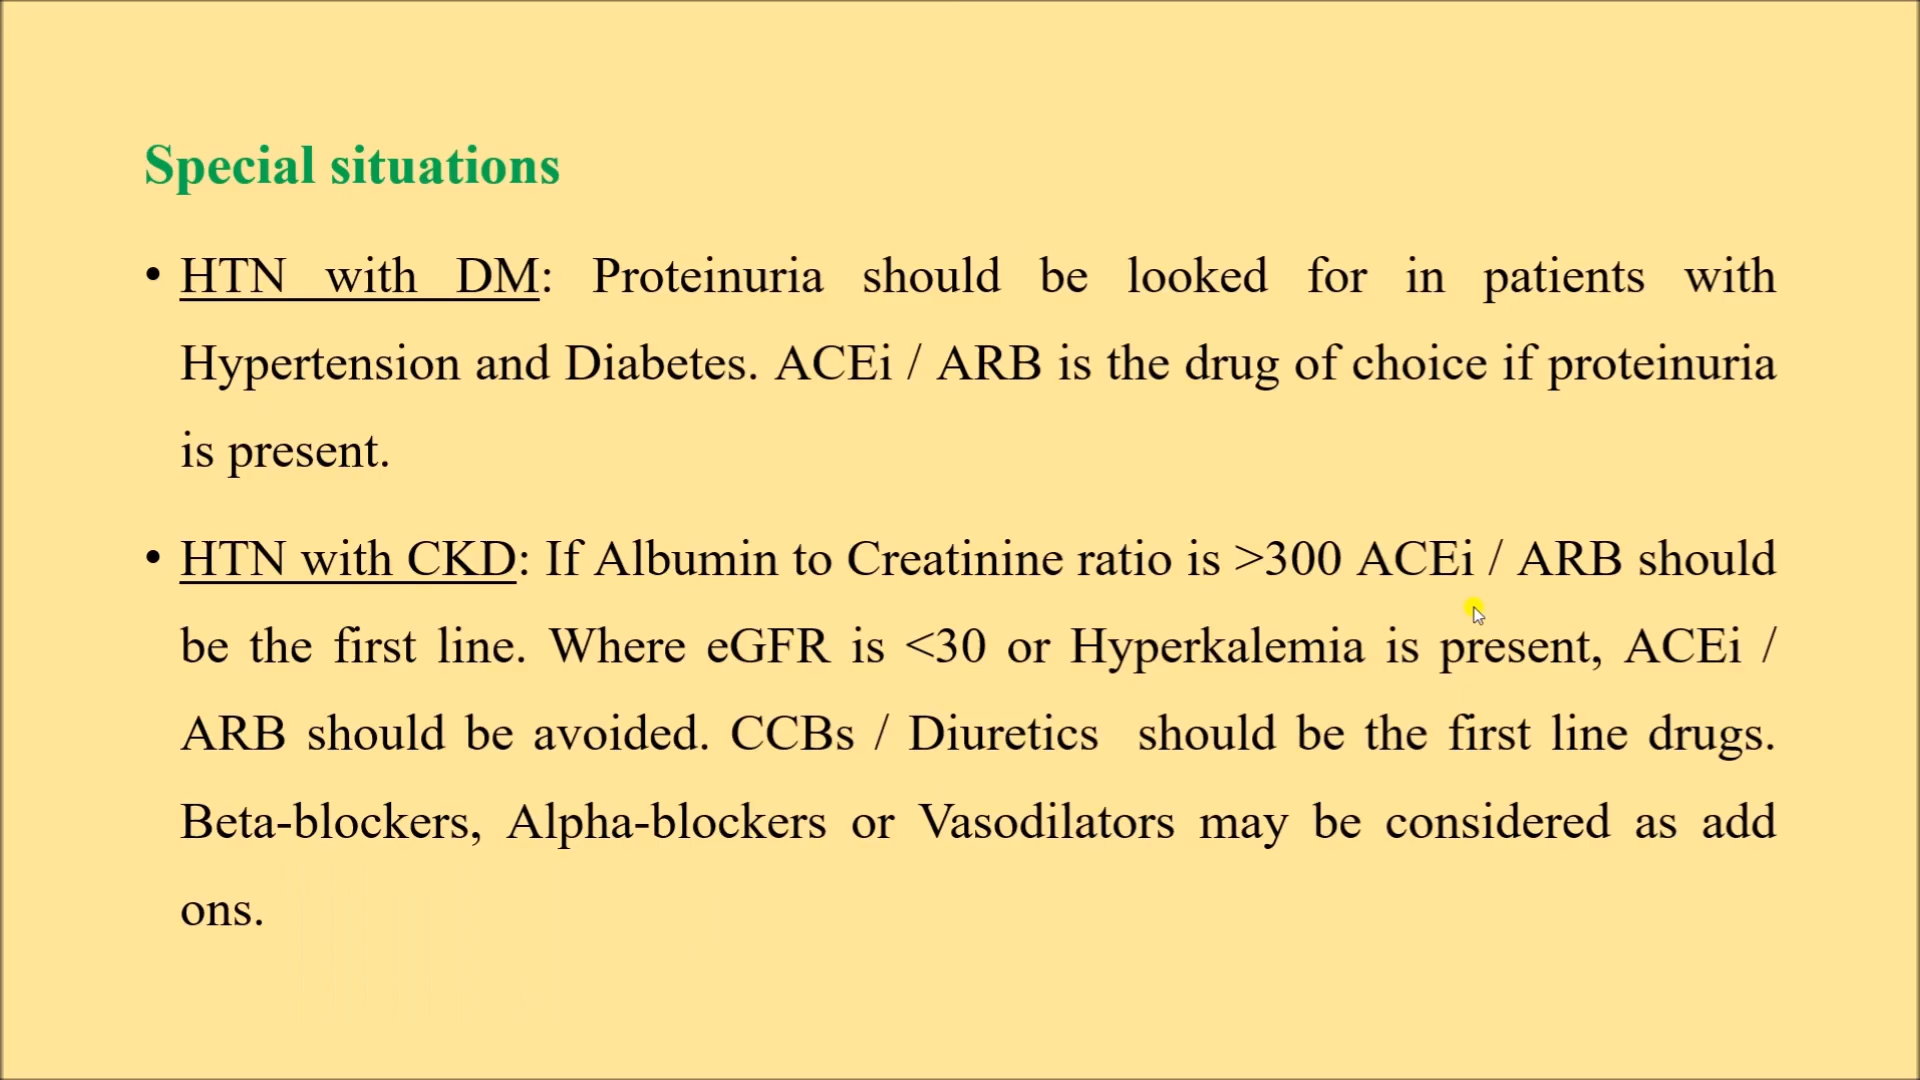 Special situations
• HTN with DM: Proteinuria should be looked for in patients with
Hypertension and Diabetes. ACEi / ARB is the drug of choice if proteinuria
is present.
• HTN with CKD: If Albumin to Creatinine ratio is >300 ACEi / ARB should
be the first line. Where eGFR is <30 or Hyperkalemia is present, ACEi /
ARB should be avoided. CCBs / Diuretics should be the first line drugs.
Beta-blockers, Alpha-blockers or Vasodilators may be considered as add
ons.